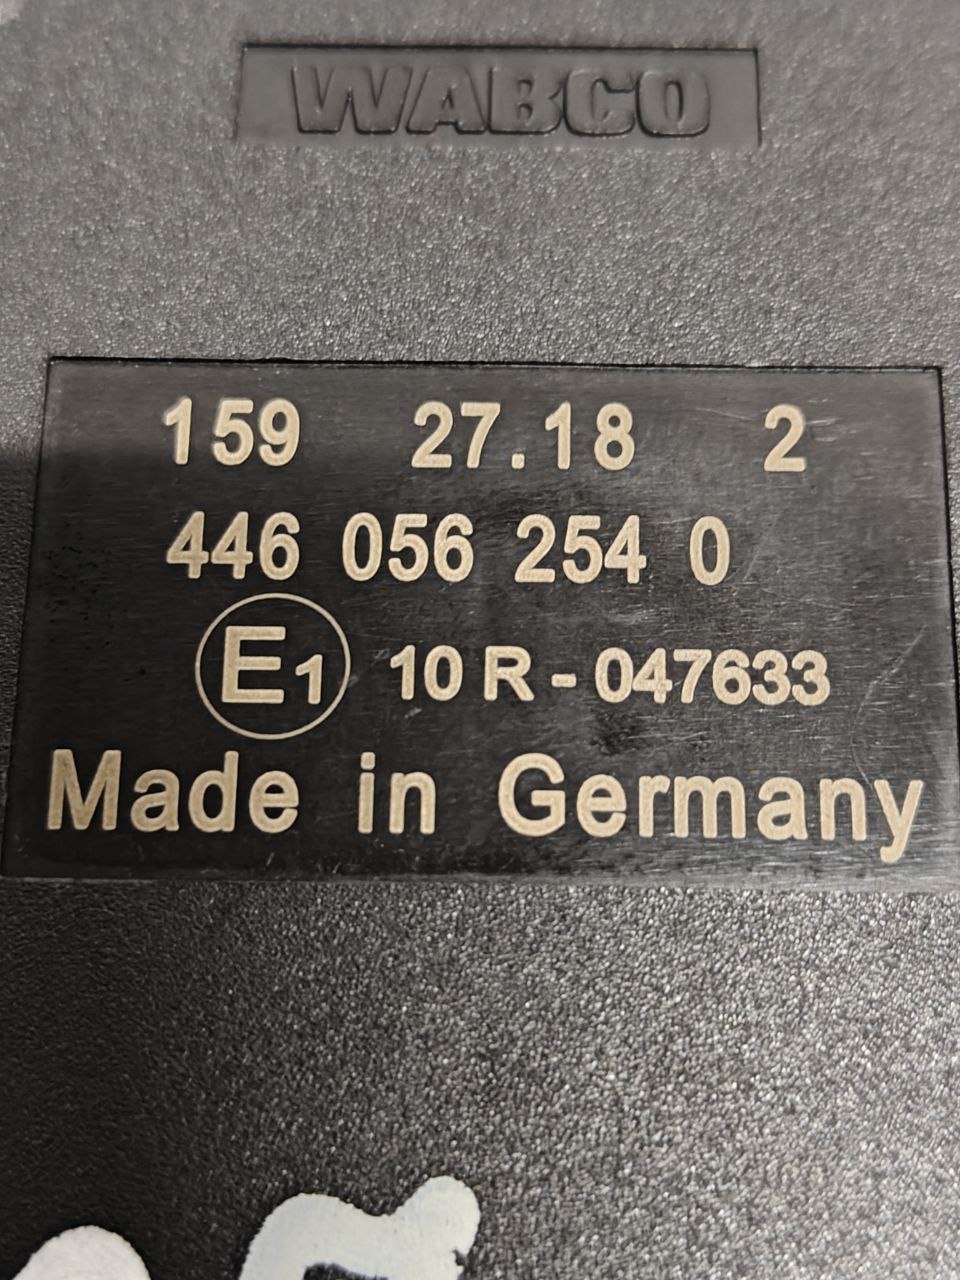 WABCO
159 27.18 2
446 056 254 0
E1 10 R - 047633
Made in Germany